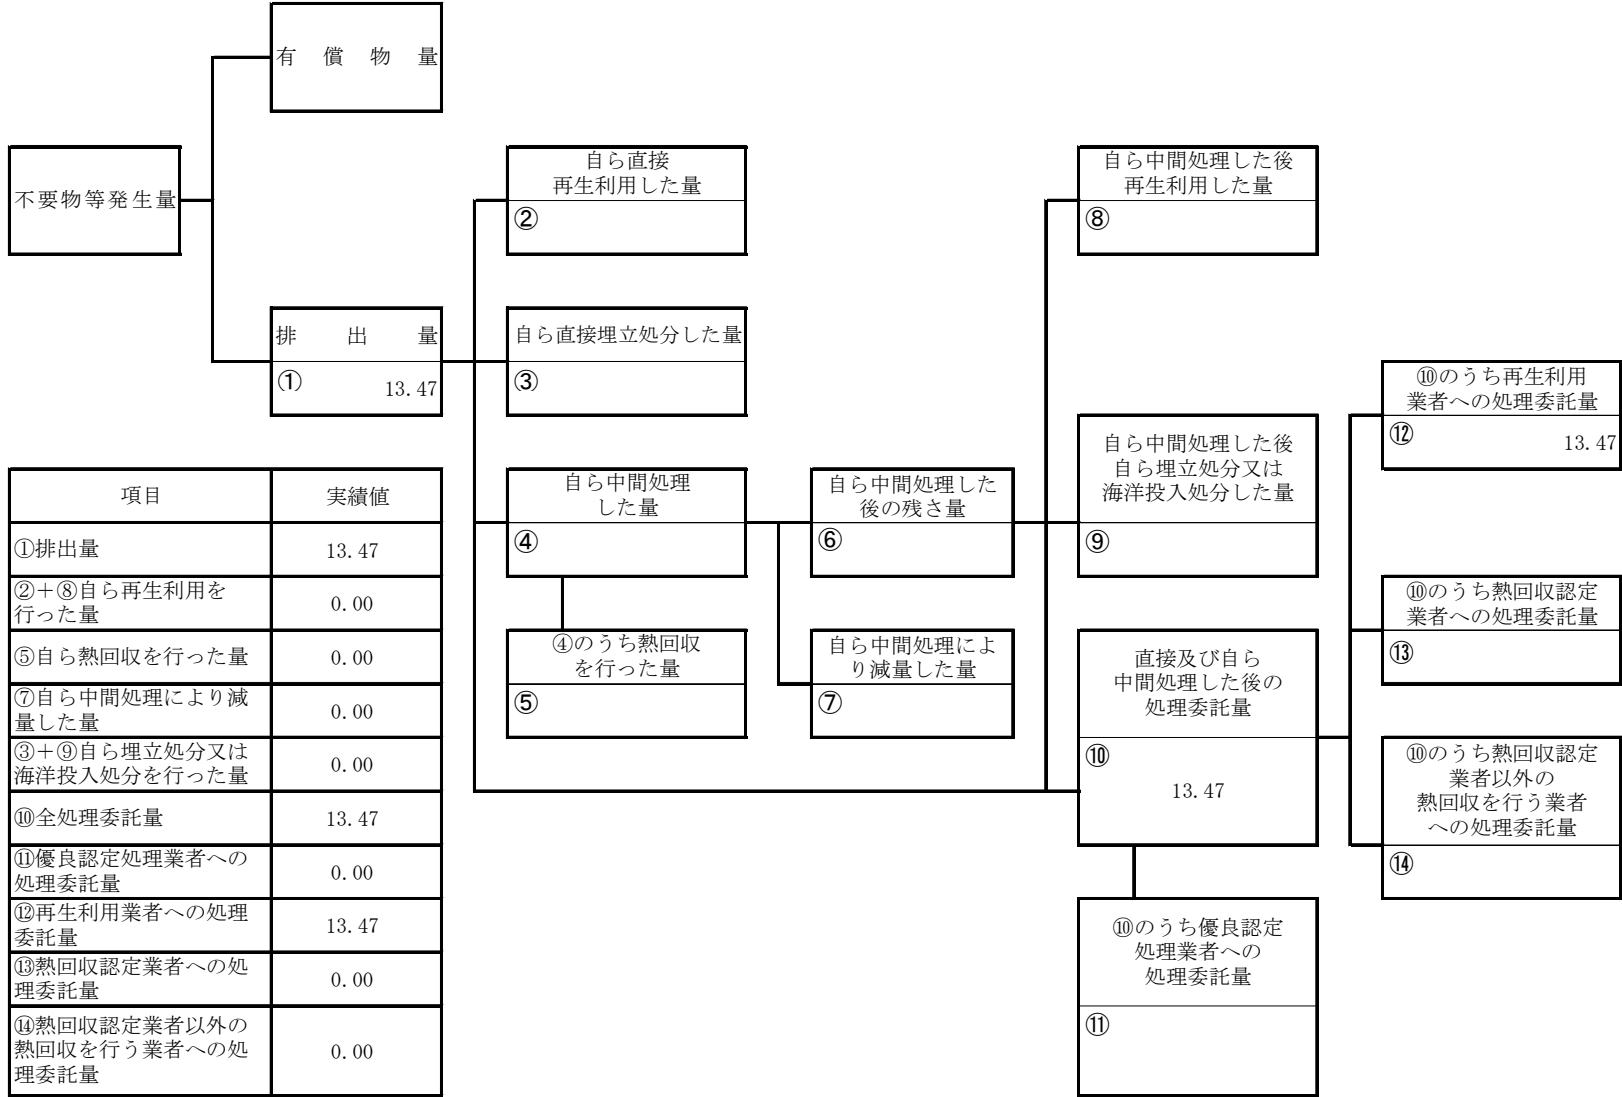 有償物量
不要物等発生量
自ら直接
再生利用した量
②
自ら中間処理した後
再生利用した量
⑧
排出量
① 13.47
自ら直接埋立処分した量
③
⑩のうち再生利用
業者への処理委託量
⑫ 13.47
自ら中間処理
した量
④
自ら中間処理した
後の残さ量
⑥
自ら中間処理した後
自ら埋立処分又は
海洋投入処分した量
⑨
⑩のうち熱回収認定
業者への処理委託量
⑬
④のうち熱回収
を行った量
⑤
自ら中間処理によ
り減量した量
⑦
直接及び自ら
中間処理した後の
処理委託量
⑩
13.47
⑩のうち熱回収認定
業者以外の
熱回収を行う業者
への処理委託量
⑭
⑩のうち優良認定
処理業者への
処理委託量
⑪
項目 実績値
①排出量 13.47
②＋⑧自ら再生利用を
行った量 0.00
⑤自ら熱回収を行った量 0.00
⑦自ら中間処理により減
量した量 0.00
③＋⑨自ら埋立処分又は
海洋投入処分を行った量 0.00
⑩全処理委託量 13.47
⑪優良認定処理業者への
処理委託量 0.00
⑫再生利用業者への処理
委託量 13.47
⑬熱回収認定業者への処
理委託量 0.00
⑭熱回収認定業者以外の
熱回収を行う業者への処
理委託量 0.00